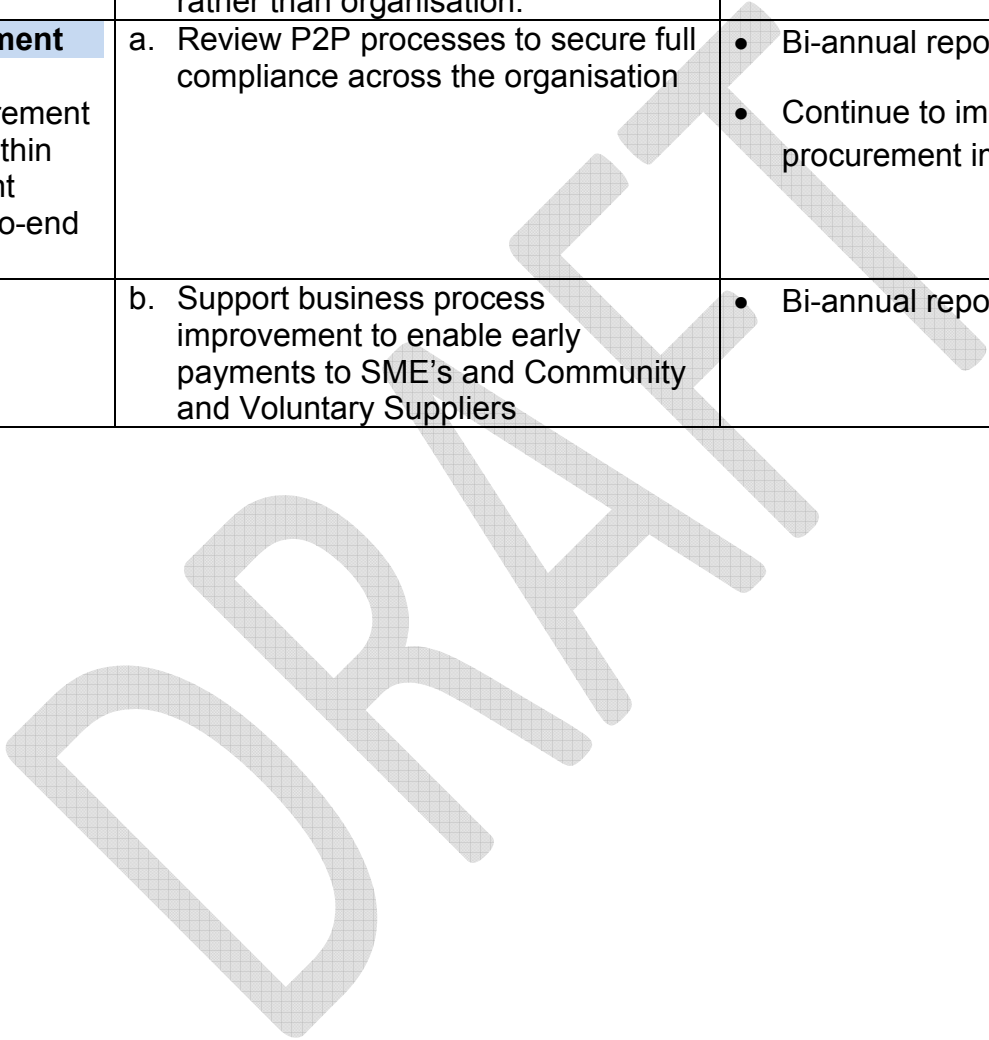 rather than organisation.
ment
rement
thin
nt
o-end
a. Review P2P processes to secure full
compliance across the organisation
• Bi-annual repo
• Continue to im
procurement in
b. Support business process
improvement to enable early
payments to SME's and Community
and Voluntary Suppliers
• Bi-annual repo
DRAFT